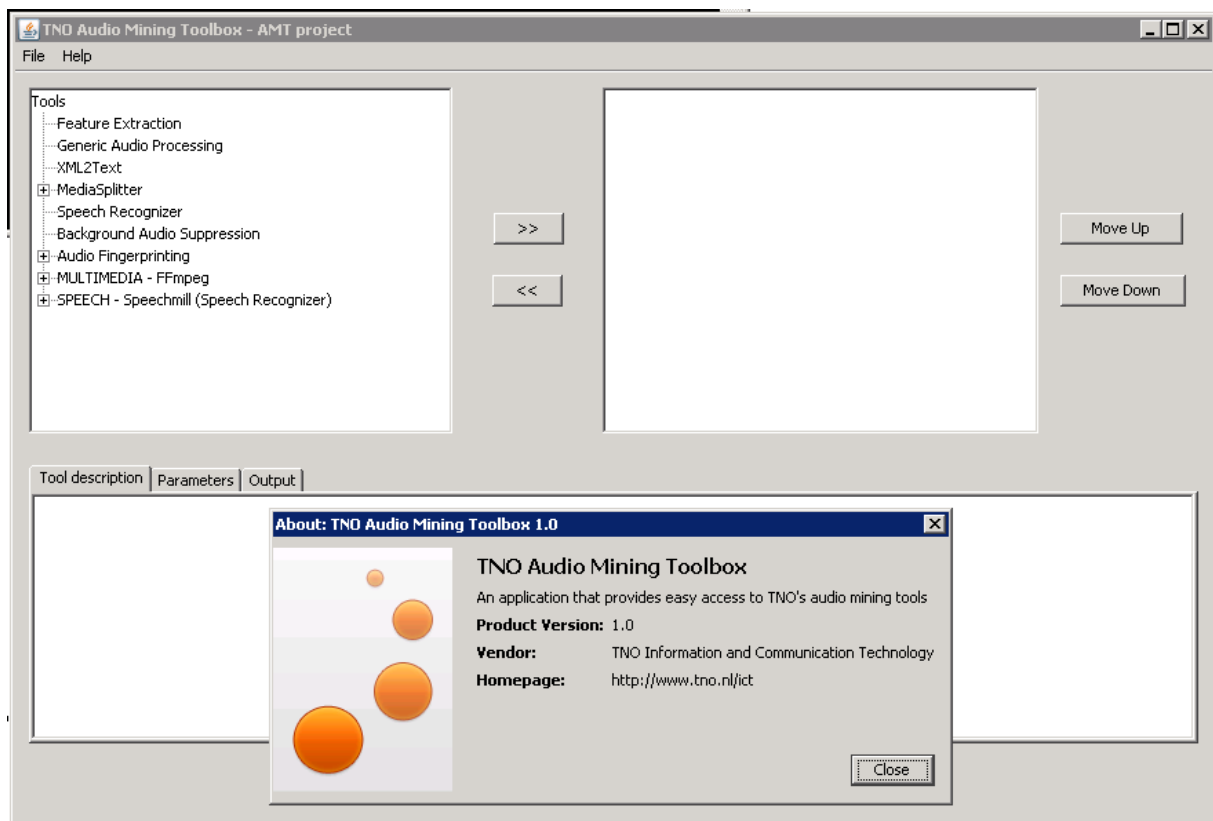 TNO Audio Mining Toolbox - AMT project
File Help
Tools
Feature Extraction
Generic Audio Processing
XML2Text
MediaSplitter
Speech Recognizer
Background Audio Suppression
Audio Fingerprinting
MULTIMEDIA - FFmpeg
SPEECH - Speechmill (Speech Recognizer)
>>
<<
Move Up
Move Down
Tool description Parameters Output
About: TNO Audio Mining Toolbox 1.0
TNO Audio Mining Toolbox
An application that provides easy access to TNO's audio mining tools
Product Version: 1.0
Vendor: TNO Information and Communication Technology
Homepage: http://www.tno.nl/ict
Close